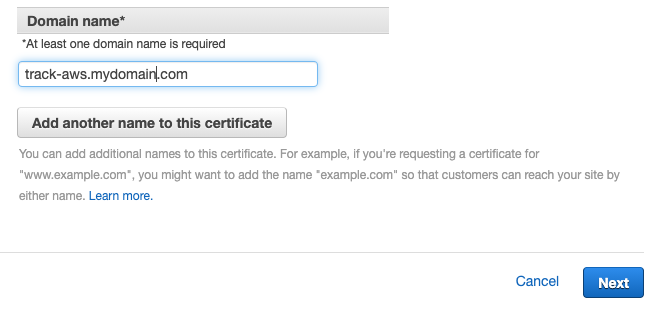 Domain name*
*At least one domain name is required
track-aws.mydomain.com
Add another name to this certificate
You can add additional names to this certificate. For example, if you're requesting a certificate for
"www.example.com", you might want to add the name "example.com" so that customers can reach your site by
either name. Learn more.
Cancel Next